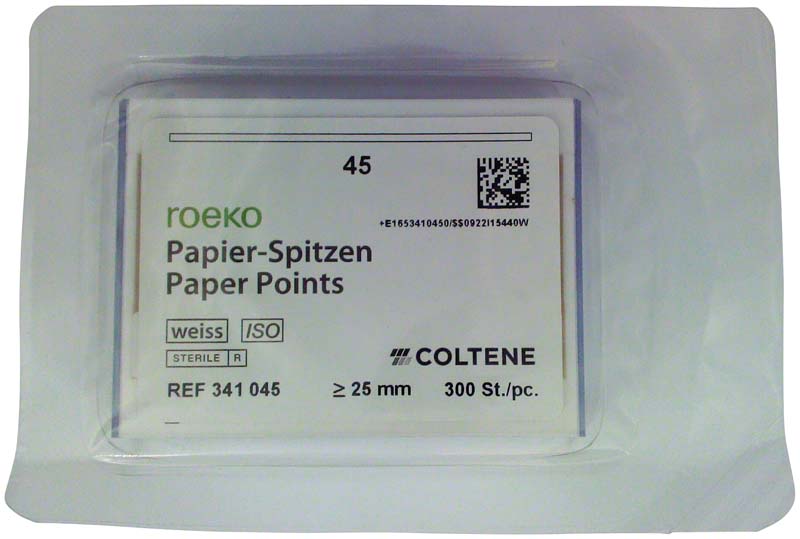 45
+E1653410450/$$0922I15440W
roeko
Papier-Spitzen
Paper Points
weiss ISO
STERILE R
COLTENE
REF 341 045 ≥ 25 mm 300 St./pc.